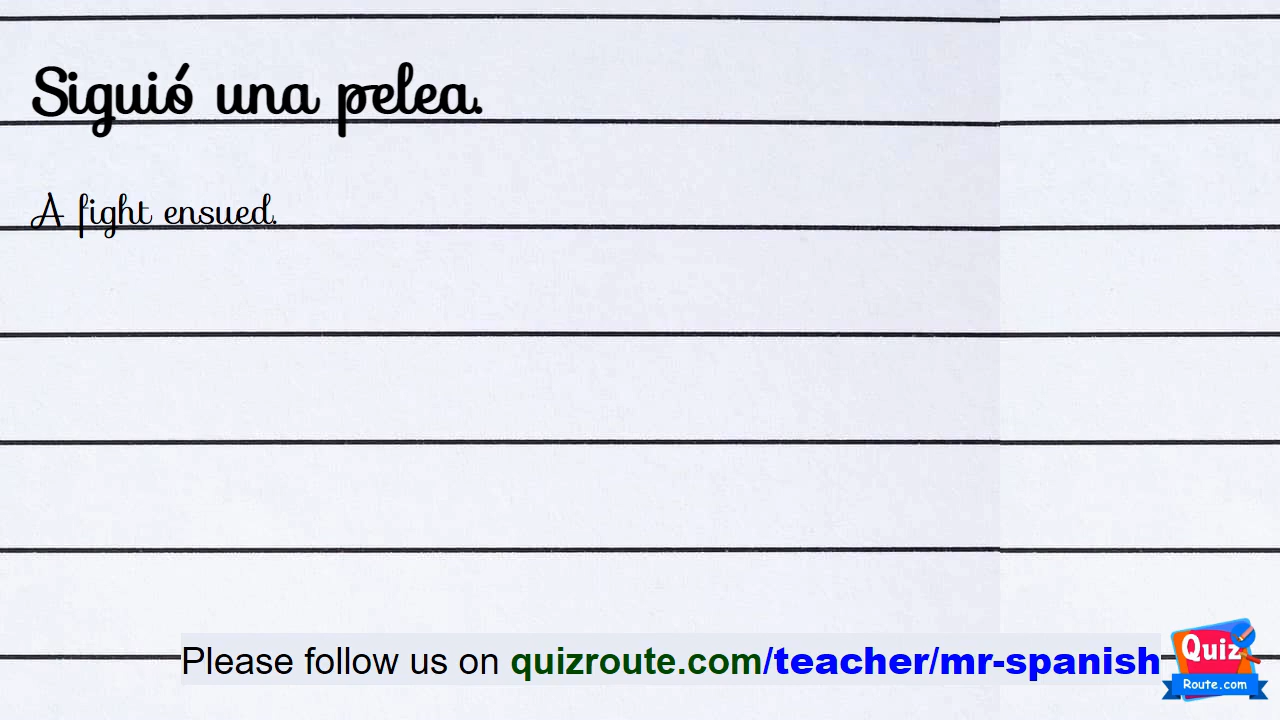 Siguió una pelea.
A fight ensued.
Please follow us on quizroute.com/teacher/mr-spanish
Quiz
Route.com